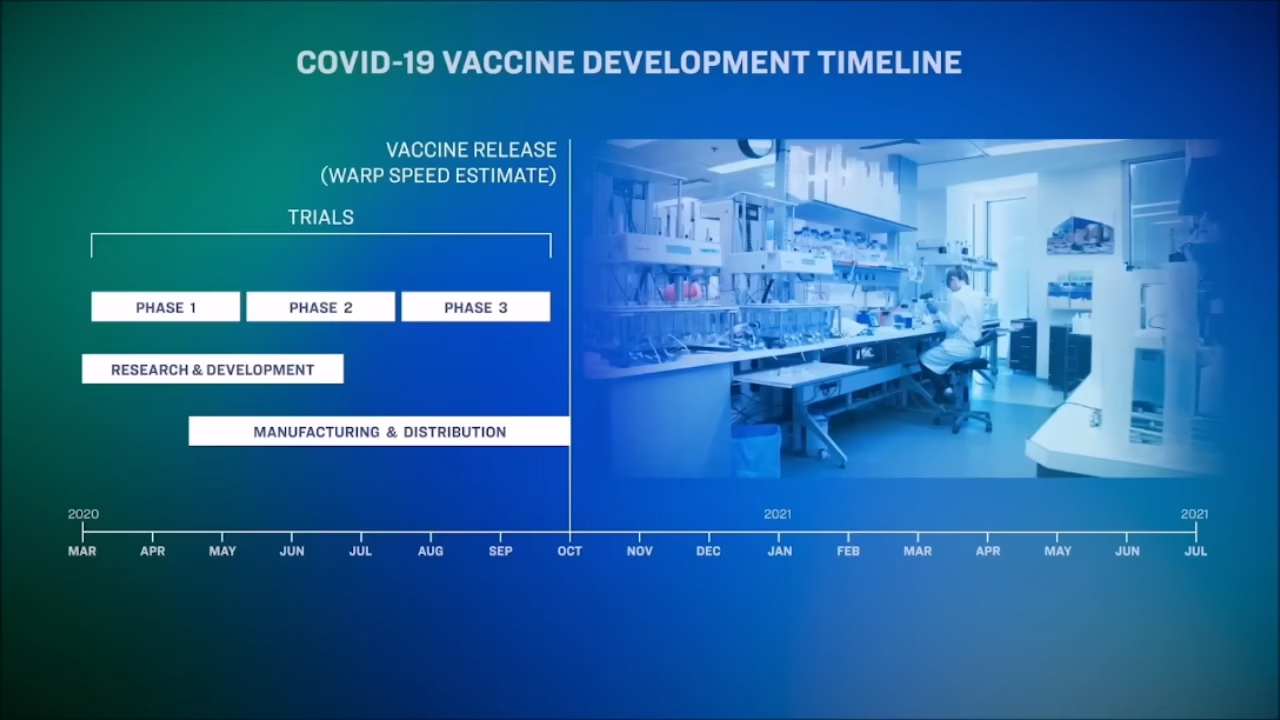 COVID-19 VACCINE DEVELOPMENT TIMELINE
VACCINE RELEASE
(WARP SPEED ESTIMATE)
TRIALS
PHASE 1 PHASE 2 PHASE 3
RESEARCH & DEVELOPMENT
MANUFACTURING & DISTRIBUTION
2020 2021 2021
MAR APR MAY JUN JUL AUG SEP OCT NOV DEC JAN FEB MAR APR MAY JUN JUL